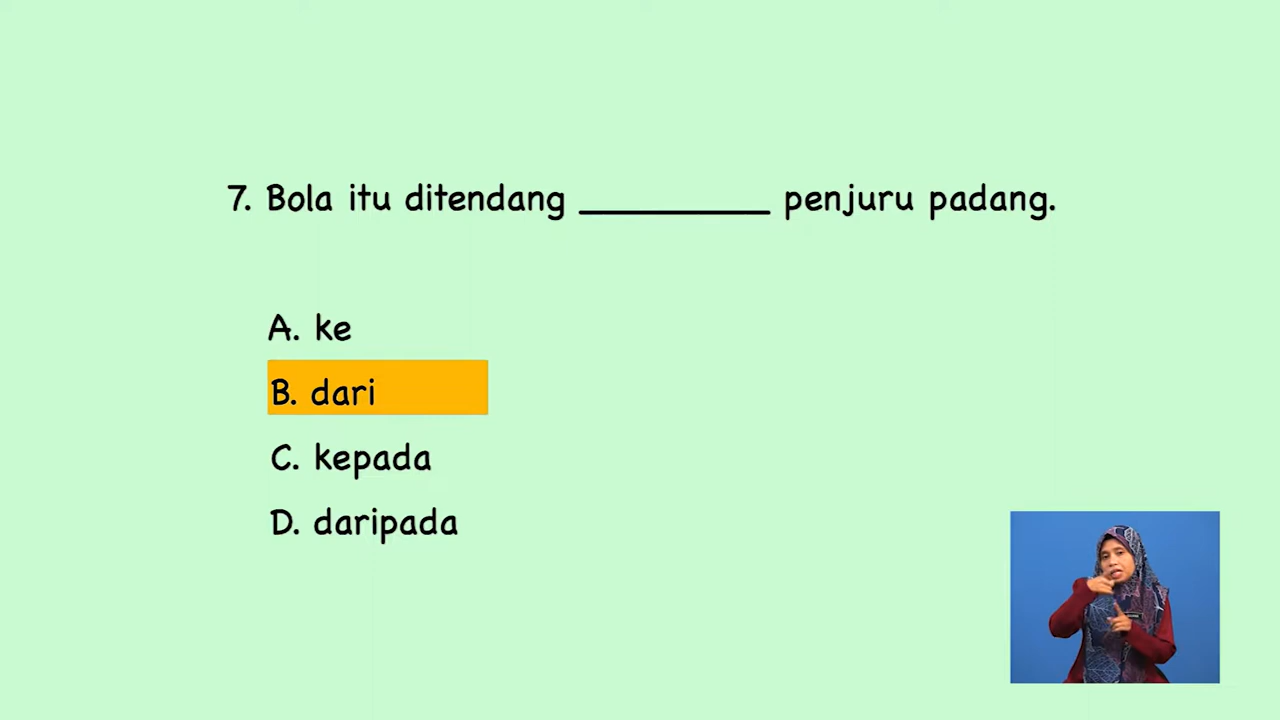 7. Bola itu ditendang __________ penjuru padang.
A. ke
B. dari
C. kepada
D. daripada